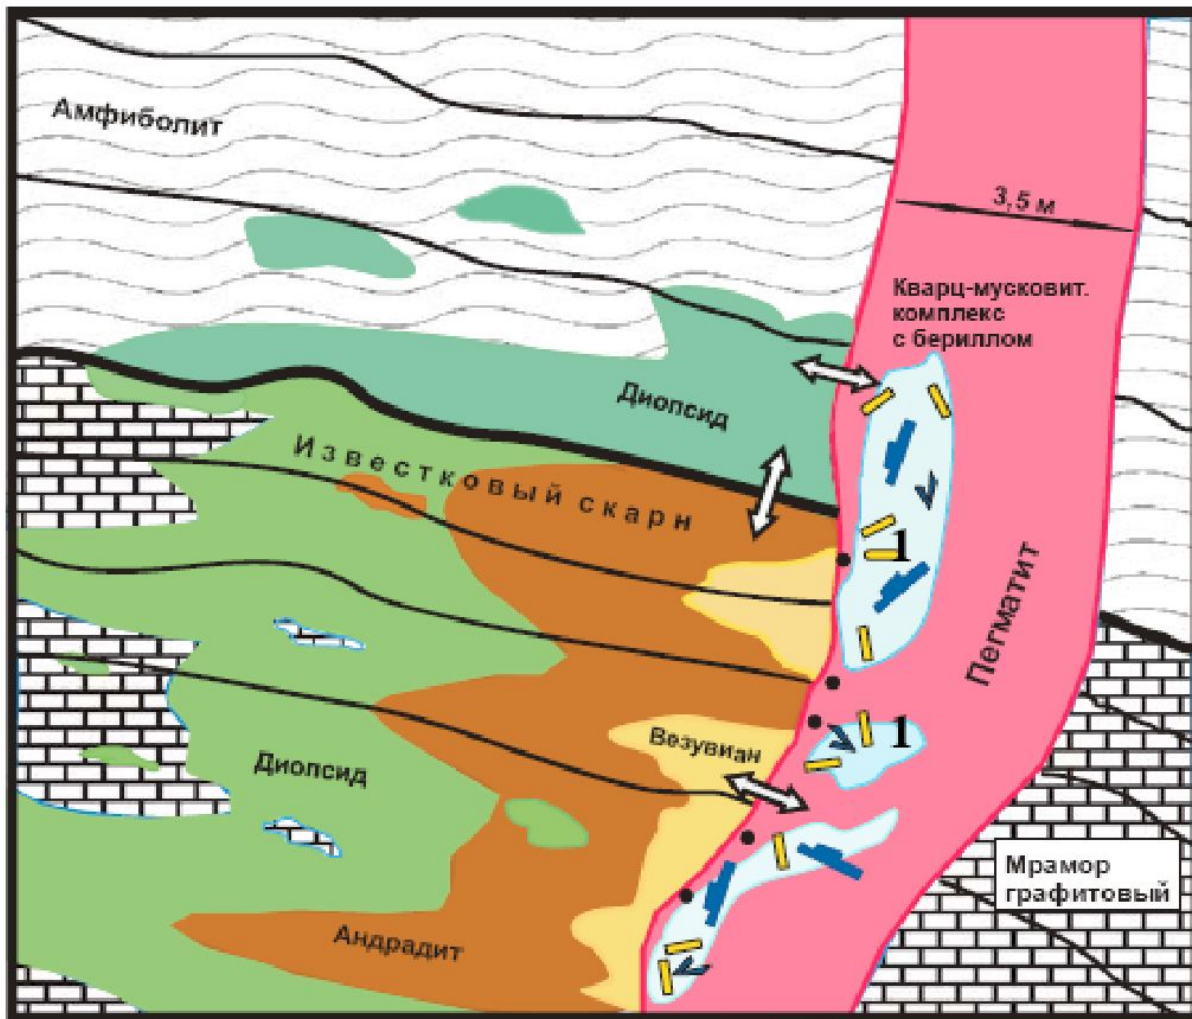 Амфиболит
3,5 м
Кварц-мусковит.
комплекс
с бериллом
Диопсид
Известковый скарн
1
Пегматит
1
Везувиан
Диопсид
Мрамор
графитовый
Андрадит